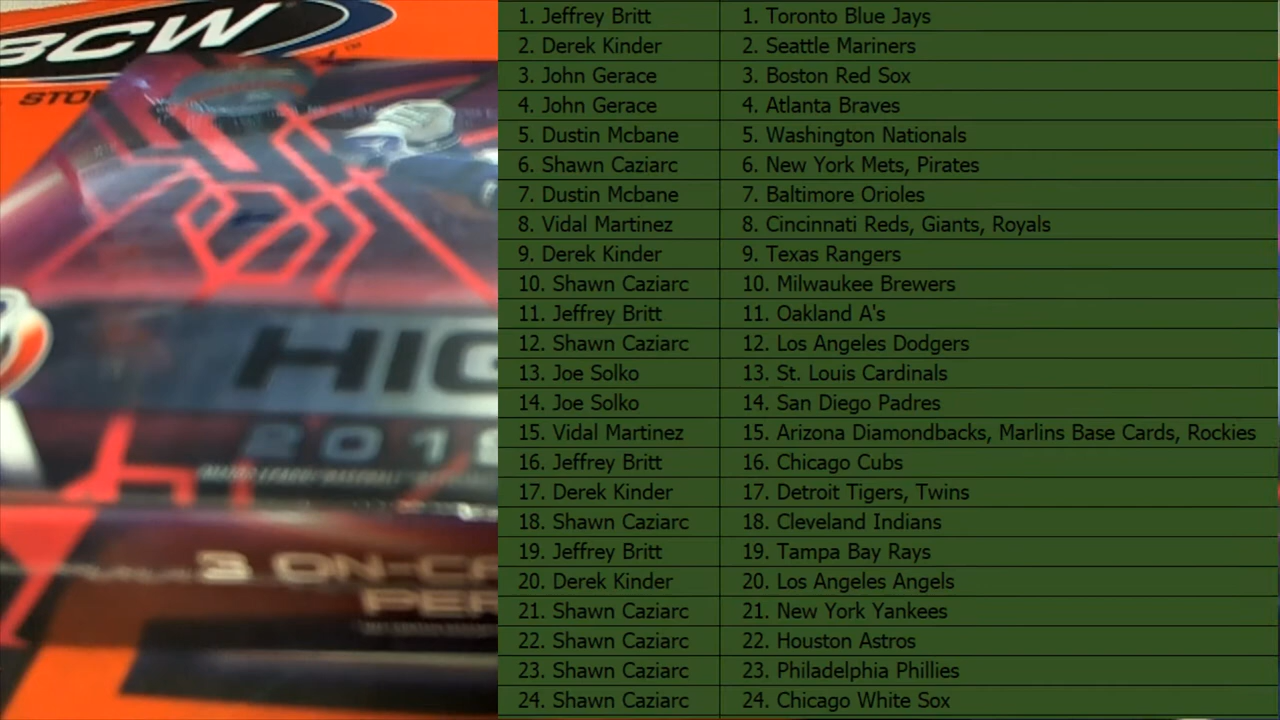 BCW
™
1. Jeffrey Britt 1. Toronto Blue Jays
2. Derek Kinder 2. Seattle Mariners
3. John Gerace 3. Boston Red Sox
4. John Gerace 4. Atlanta Braves
5. Dustin Mcbane 5. Washington Nationals
6. Shawn Caziarc 6. New York Mets, Pirates
7. Dustin Mcbane 7. Baltimore Orioles
8. Vidal Martinez 8. Cincinnati Reds, Giants, Royals
9. Derek Kinder 9. Texas Rangers
10. Shawn Caziarc 10. Milwaukee Brewers
11. Jeffrey Britt 11. Oakland A's
12. Shawn Caziarc 12. Los Angeles Dodgers
13. Joe Solko 13. St. Louis Cardinals
14. Joe Solko 14. San Diego Padres
15. Vidal Martinez 15. Arizona Diamondbacks, Marlins Base Cards, Rockies
16. Jeffrey Britt 16. Chicago Cubs
17. Derek Kinder 17. Detroit Tigers, Twins
18. Shawn Caziarc 18. Cleveland Indians
19. Jeffrey Britt 19. Tampa Bay Rays
20. Derek Kinder 20. Los Angeles Angels
21. Shawn Caziarc 21. New York Yankees
22. Shawn Caziarc 22. Houston Astros
23. Shawn Caziarc 23. Philadelphia Phillies
24. Shawn Caziarc 24. Chicago White Sox
HIG
201
3 ON-CA
PER